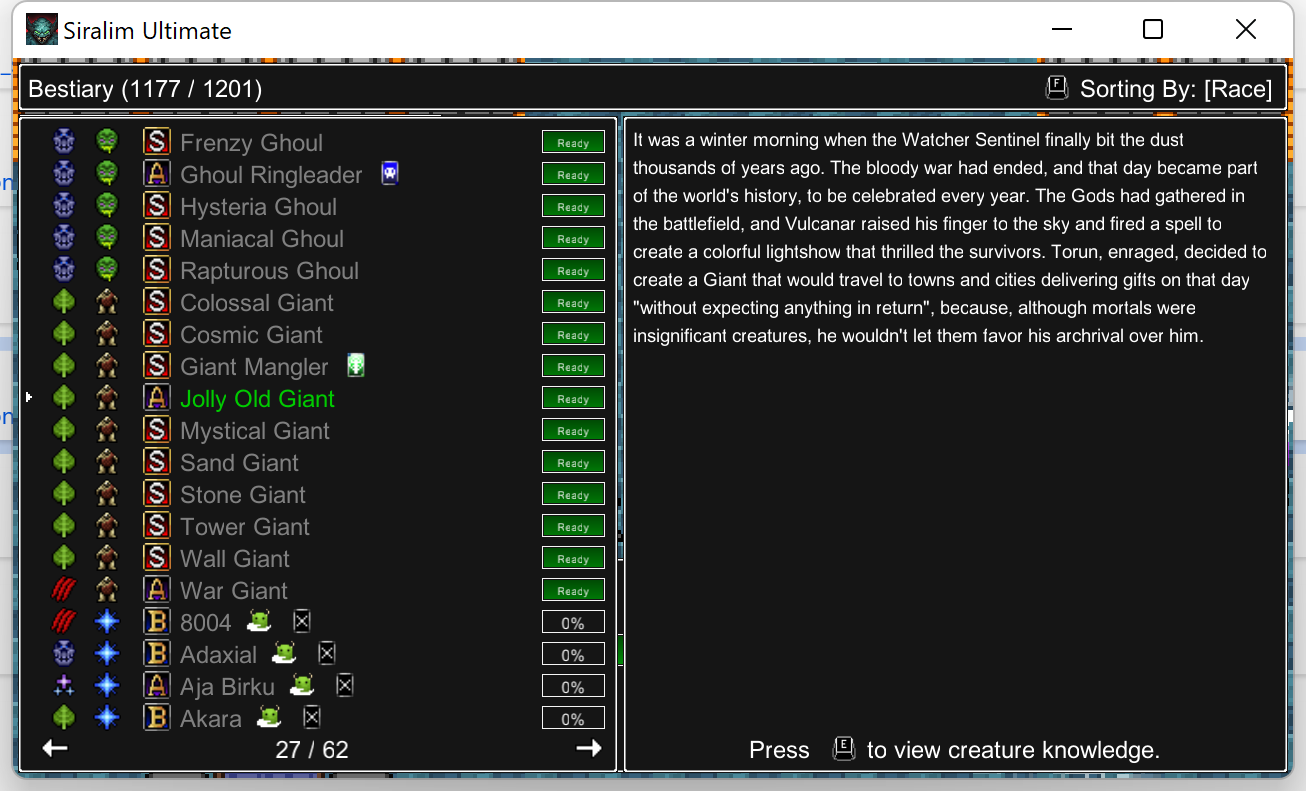 Siralim Ultimate
Bestiary (1177 / 1201)
F Sorting By: [Race]
S Frenzy Ghoul Ready
A Ghoul Ringleader Ready
S Hysteria Ghoul Ready
S Maniacal Ghoul Ready
S Rapturous Ghoul Ready
S Colossal Giant Ready
S Cosmic Giant Ready
S Giant Mangler Ready
A Jolly Old Giant Ready
S Mystical Giant Ready
S Sand Giant Ready
S Stone Giant Ready
S Tower Giant Ready
S Wall Giant Ready
A War Giant Ready
B 8004 0%
B Adaxial 0%
A Aja Birku 0%
B Akara 0%
27 / 62
It was a winter morning when the Watcher Sentinel finally bit the dust
thousands of years ago. The bloody war had ended, and that day became part
of the world's history, to be celebrated every year. The Gods had gathered in
the battlefield, and Vulcanar raised his finger to the sky and fired a spell to
create a colorful lightshow that thrilled the survivors. Torun, enraged, decided to
create a Giant that would travel to towns and cities delivering gifts on that day
"without expecting anything in return", because, although mortals were
insignificant creatures, he wouldn't let them favor his archrival over him.
Press E to view creature knowledge.